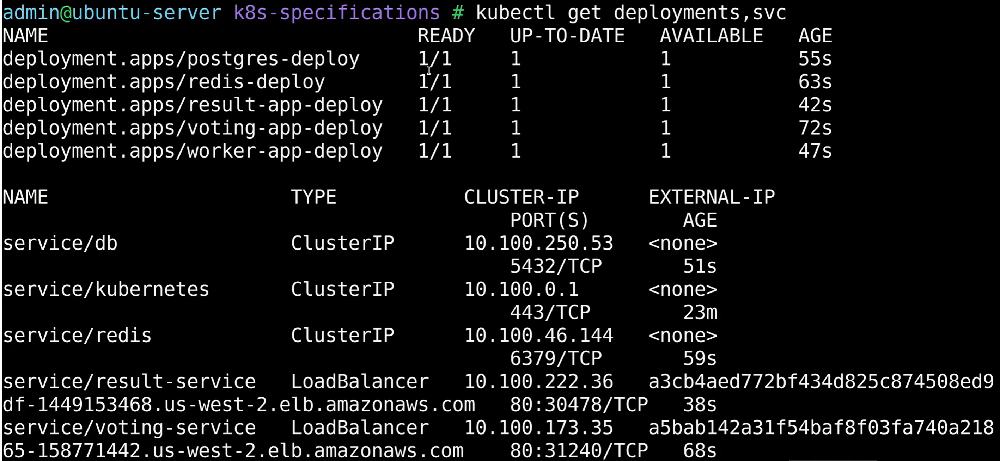 admin@ubuntu-server k8s-specifications # kubectl get deployments,svc
NAME                                READY   UP-TO-DATE   AVAILABLE   AGE
deployment.apps/postgres-deploy     1/1     1            1           55s
deployment.apps/redis-deploy        1/1     1            1           63s
deployment.apps/result-app-deploy   1/1     1            1           42s
deployment.apps/voting-app-deploy   1/1     1            1           72s
deployment.apps/worker-app-deploy   1/1     1            1           47s

NAME                     TYPE           CLUSTER-IP      EXTERNAL-IP
                                            PORT(S)        AGE
service/db               ClusterIP      10.100.250.53   <none>
                                            5432/TCP       51s
service/kubernetes       ClusterIP      10.100.0.1      <none>
                                            443/TCP        23m
service/redis            ClusterIP      10.100.46.144   <none>
                                            6379/TCP       59s
service/result-service   LoadBalancer   10.100.222.36   a3cb4aed772bf434d825c874508ed9
df-1449153468.us-west-2.elb.amazonaws.com   80:30478/TCP   38s
service/voting-service   LoadBalancer   10.100.173.35   a5bab142a31f54baf8f03fa740a218
65-158771442.us-west-2.elb.amazonaws.com    80:31240/TCP   68s